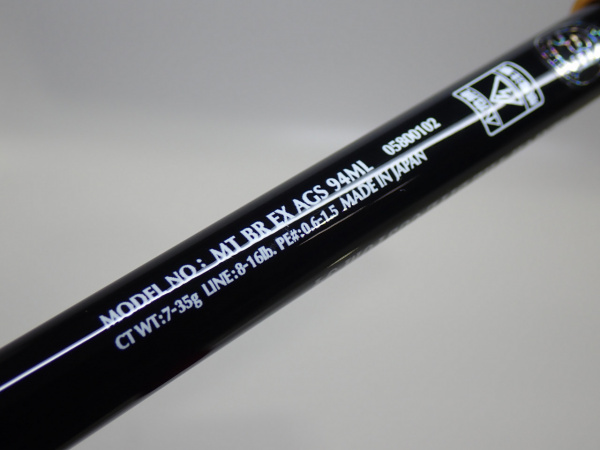 MODEL NO : MT BR EX AGS 94ML 05800102
CT WT:7-35g LINE:8-16lb. PE#:0.6-1.5 MADE IN JAPAN